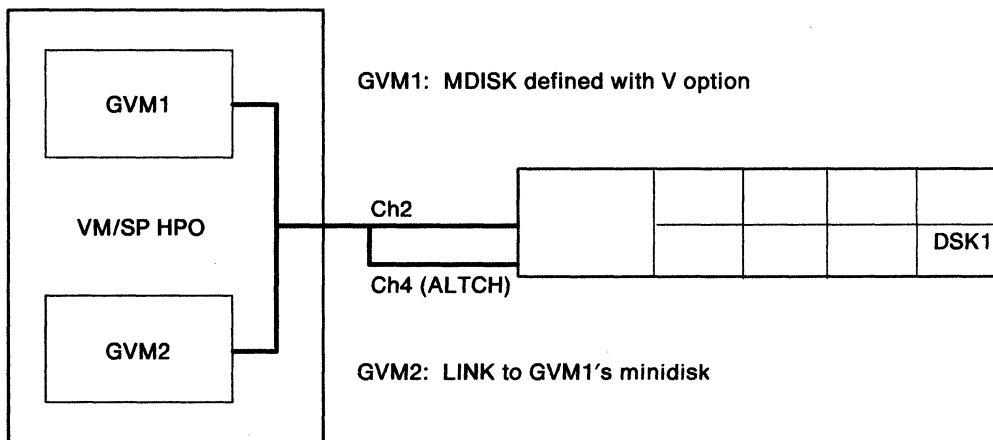 GVM1
GVM1: MDISK defined with V option
VM/SP HPO
Ch2
DSK1
Ch4 (ALTCH)
GVM2
GVM2: LINK to GVM1's minidisk